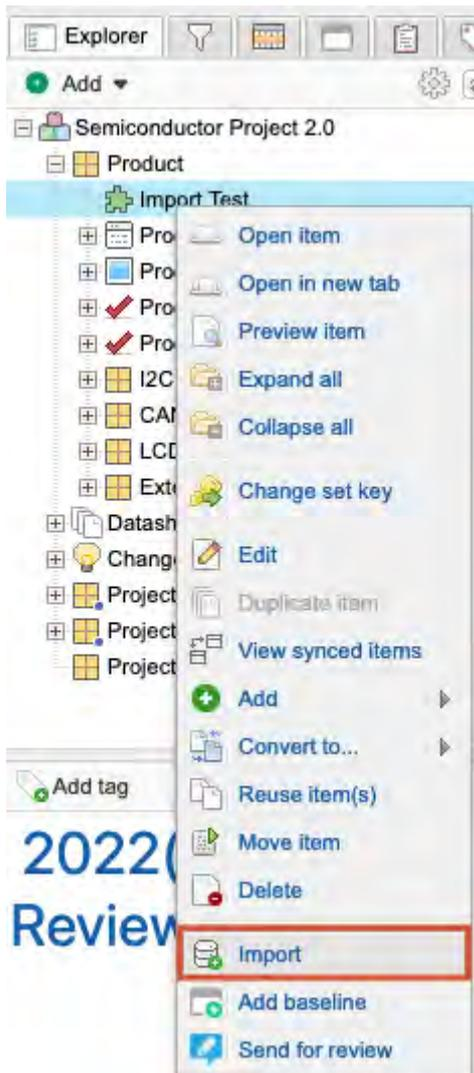 Explorer
Add
Semiconductor Project 2.0
Product
Import Test
Pro
Open item
Pro
Open in new tab
Pro
Preview item
Pro
I2C
Expand all
CAN
Collapse all
LCD
Exte
Change set key
Datash
Change
Edit
Project
Duplicate item
Project
View synced items
Project
Add
Convert to...
Add tag
Reuse item(s)
2022(
Move item
Delete
Review
Import
Add baseline
Send for review